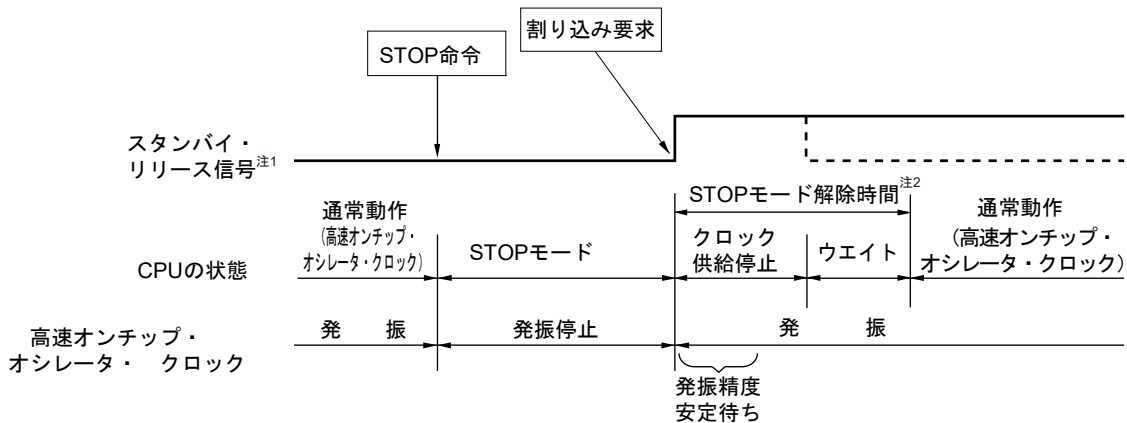 割り込み要求
STOP命令
スタンバイ・
リリース信号注1
STOPモード解除時間注2
通常動作
(高速オンチップ・
オシレータ・クロック)
STOPモード
クロック
供給停止
ウエイト
通常動作
(高速オンチップ・
オシレータ・クロック)
CPUの状態
発 振
発振停止
発 振
高速オンチップ・
オシレータ・ クロック
発振精度
安定待ち